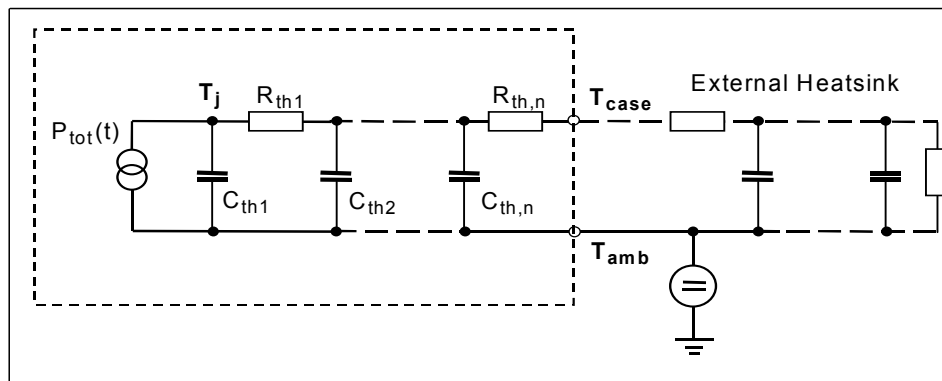 External Heatsink
T_j
R_th1
R_th,n
T_case
P_tot(t)
C_th1
C_th2
C_th,n
T_amb